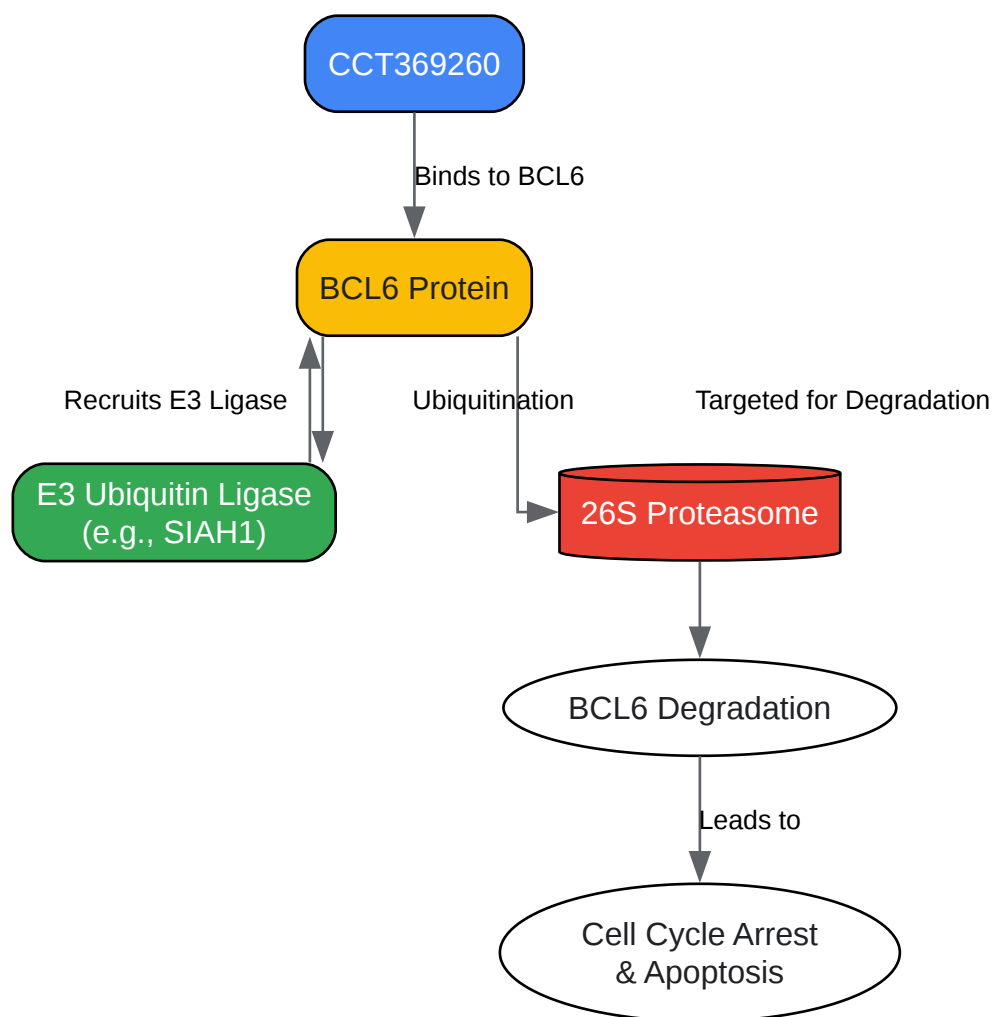 CCT369260
Binds to BCL6
BCL6 Protein
Recruits E3 Ligase
Ubiquitination
Targeted for Degradation
E3 Ubiquitin Ligase
(e.g., SIAH1)
26S Proteasome
BCL6 Degradation
Leads to
Cell Cycle Arrest
& Apoptosis